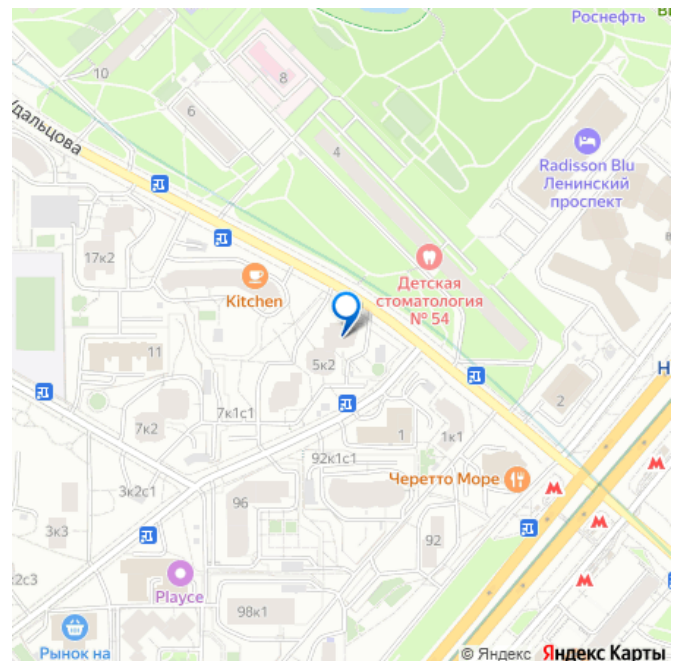 Роснефть
10
8
6
Удальцова
4
Radisson Blu
Ленинский
проспект
17к2
Детская
стоматология
№ 54
Kitchen
5к2
11
2
7к1с1
7к2
1
1к1
92к1с1
Черетто Море
3к2с1
96
3к3
92
Playce
98к1
Рынок на
© Яндекс Яндекс Карты